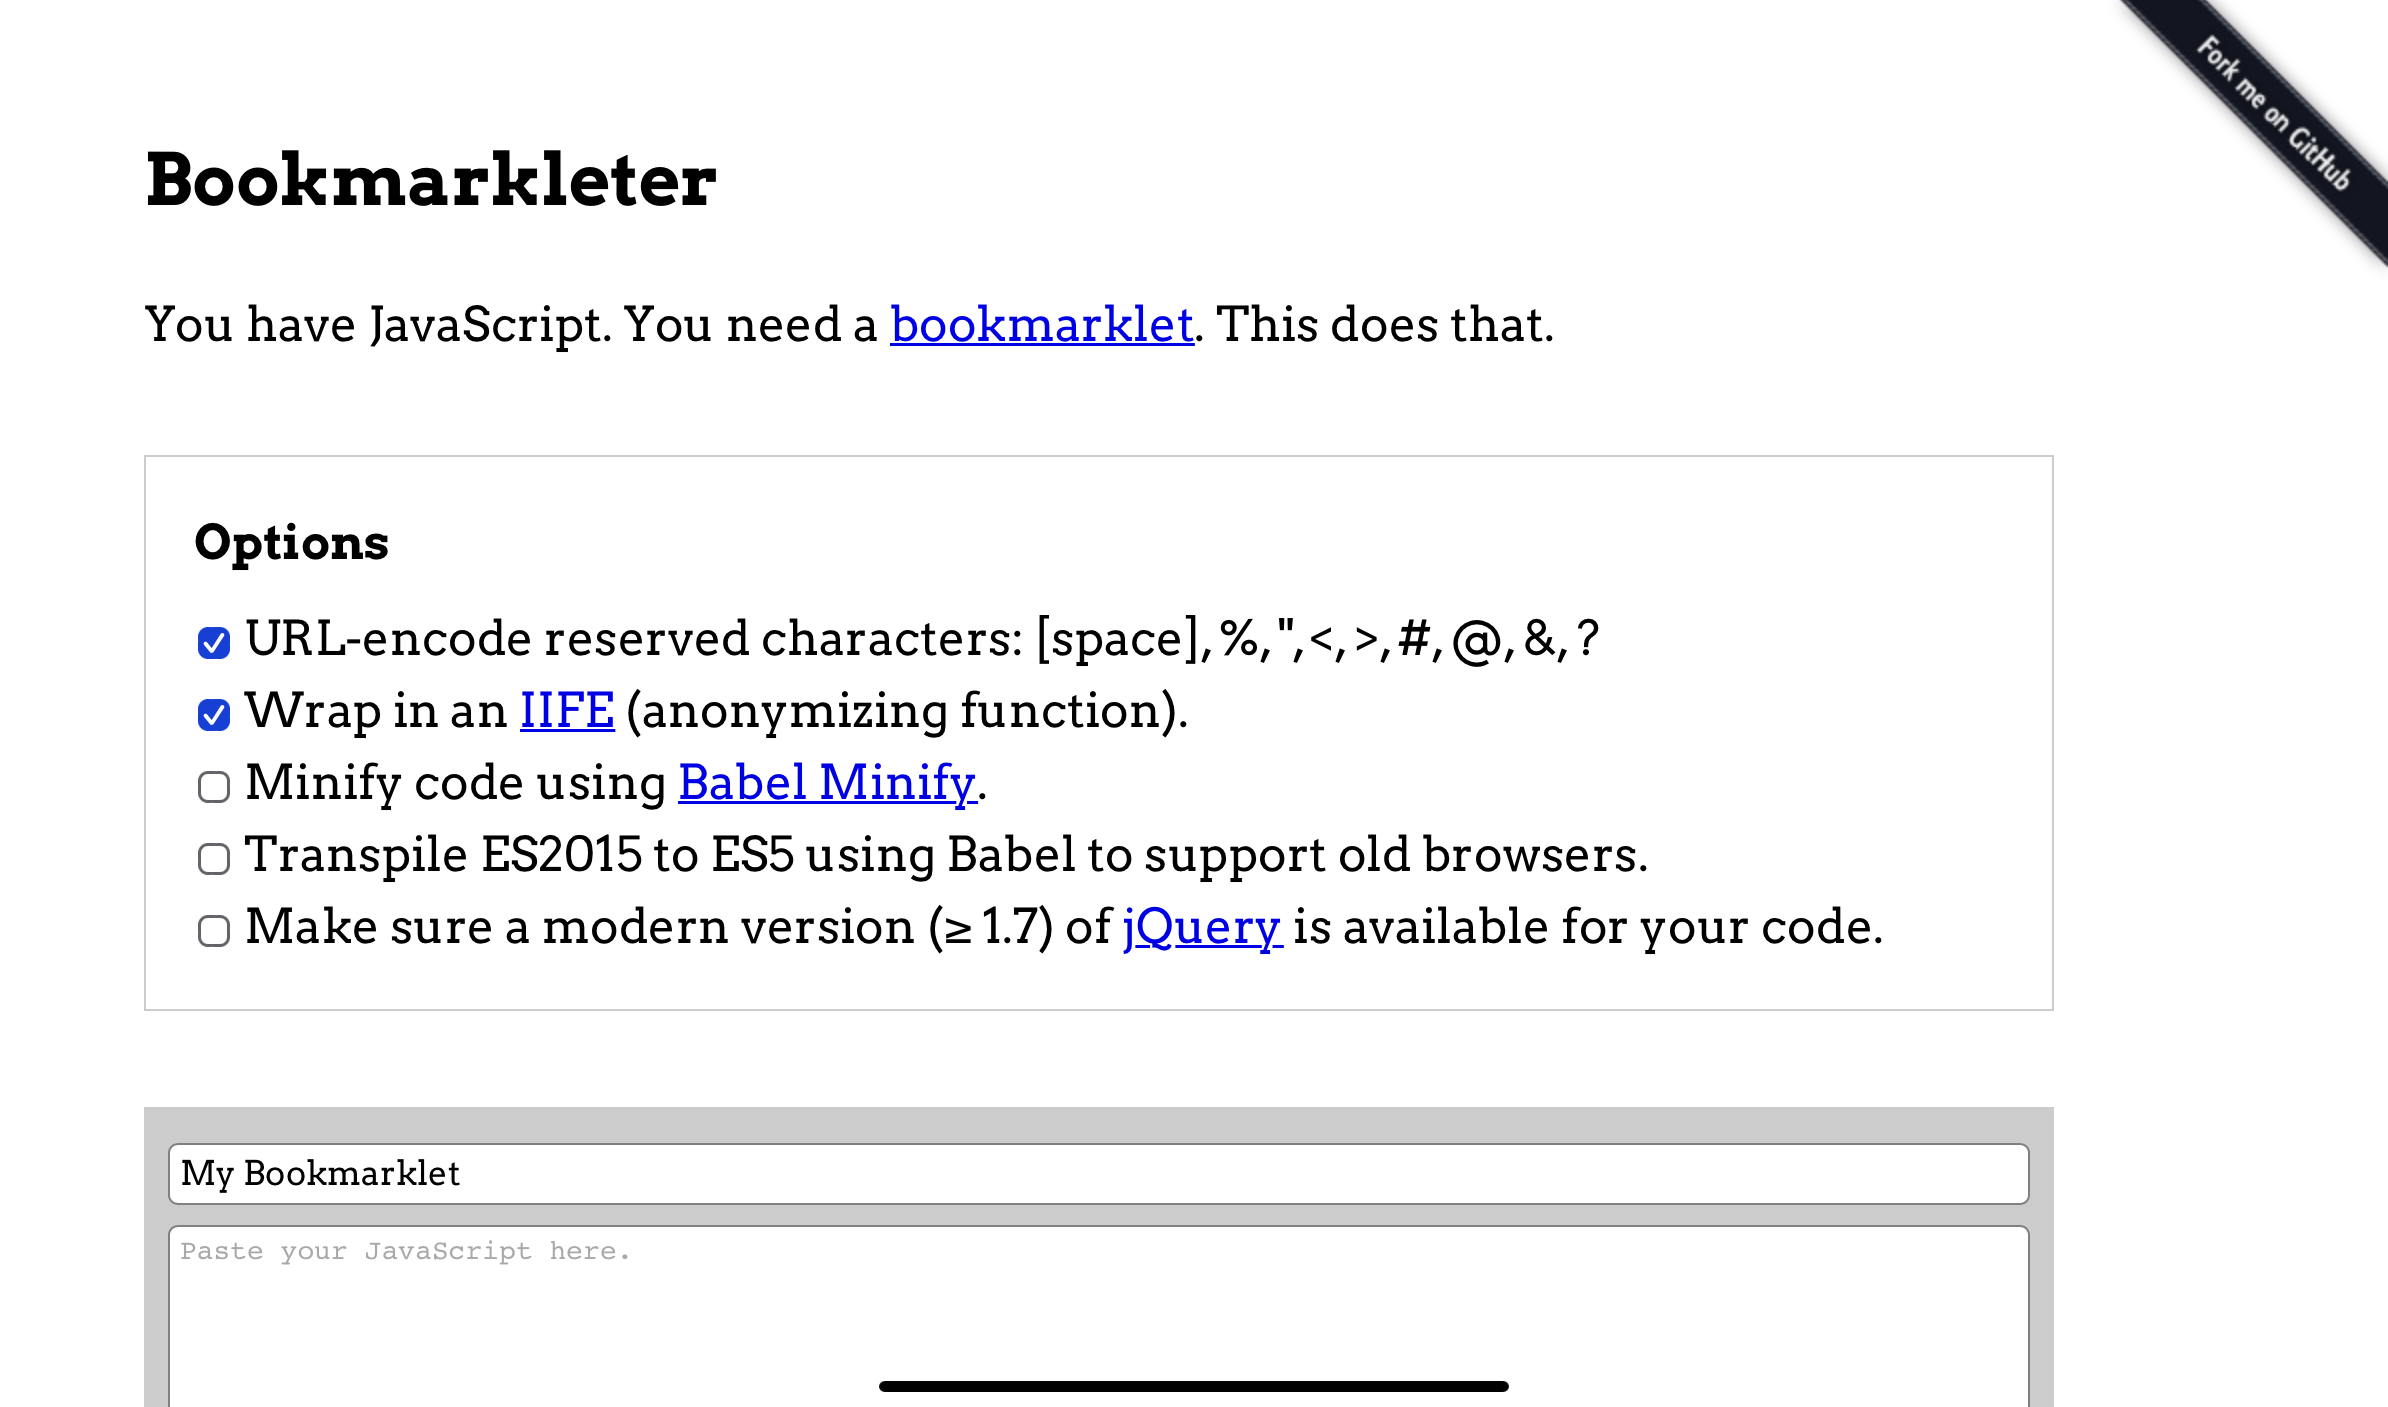 Fork me on GitHub
Bookmarkleter
You have JavaScript. You need a bookmarklet. This does that.
Options
URL-encode reserved characters: [space],%,",<,>,#,@,&,?
Wrap in an IIFE (anonymizing function).
Minify code using Babel Minify.
Transpile ES2015 to ES5 using Babel to support old browsers.
Make sure a modern version (≥ 1.7) of jQuery is available for your code.
My Bookmarklet
Paste your JavaScript here.